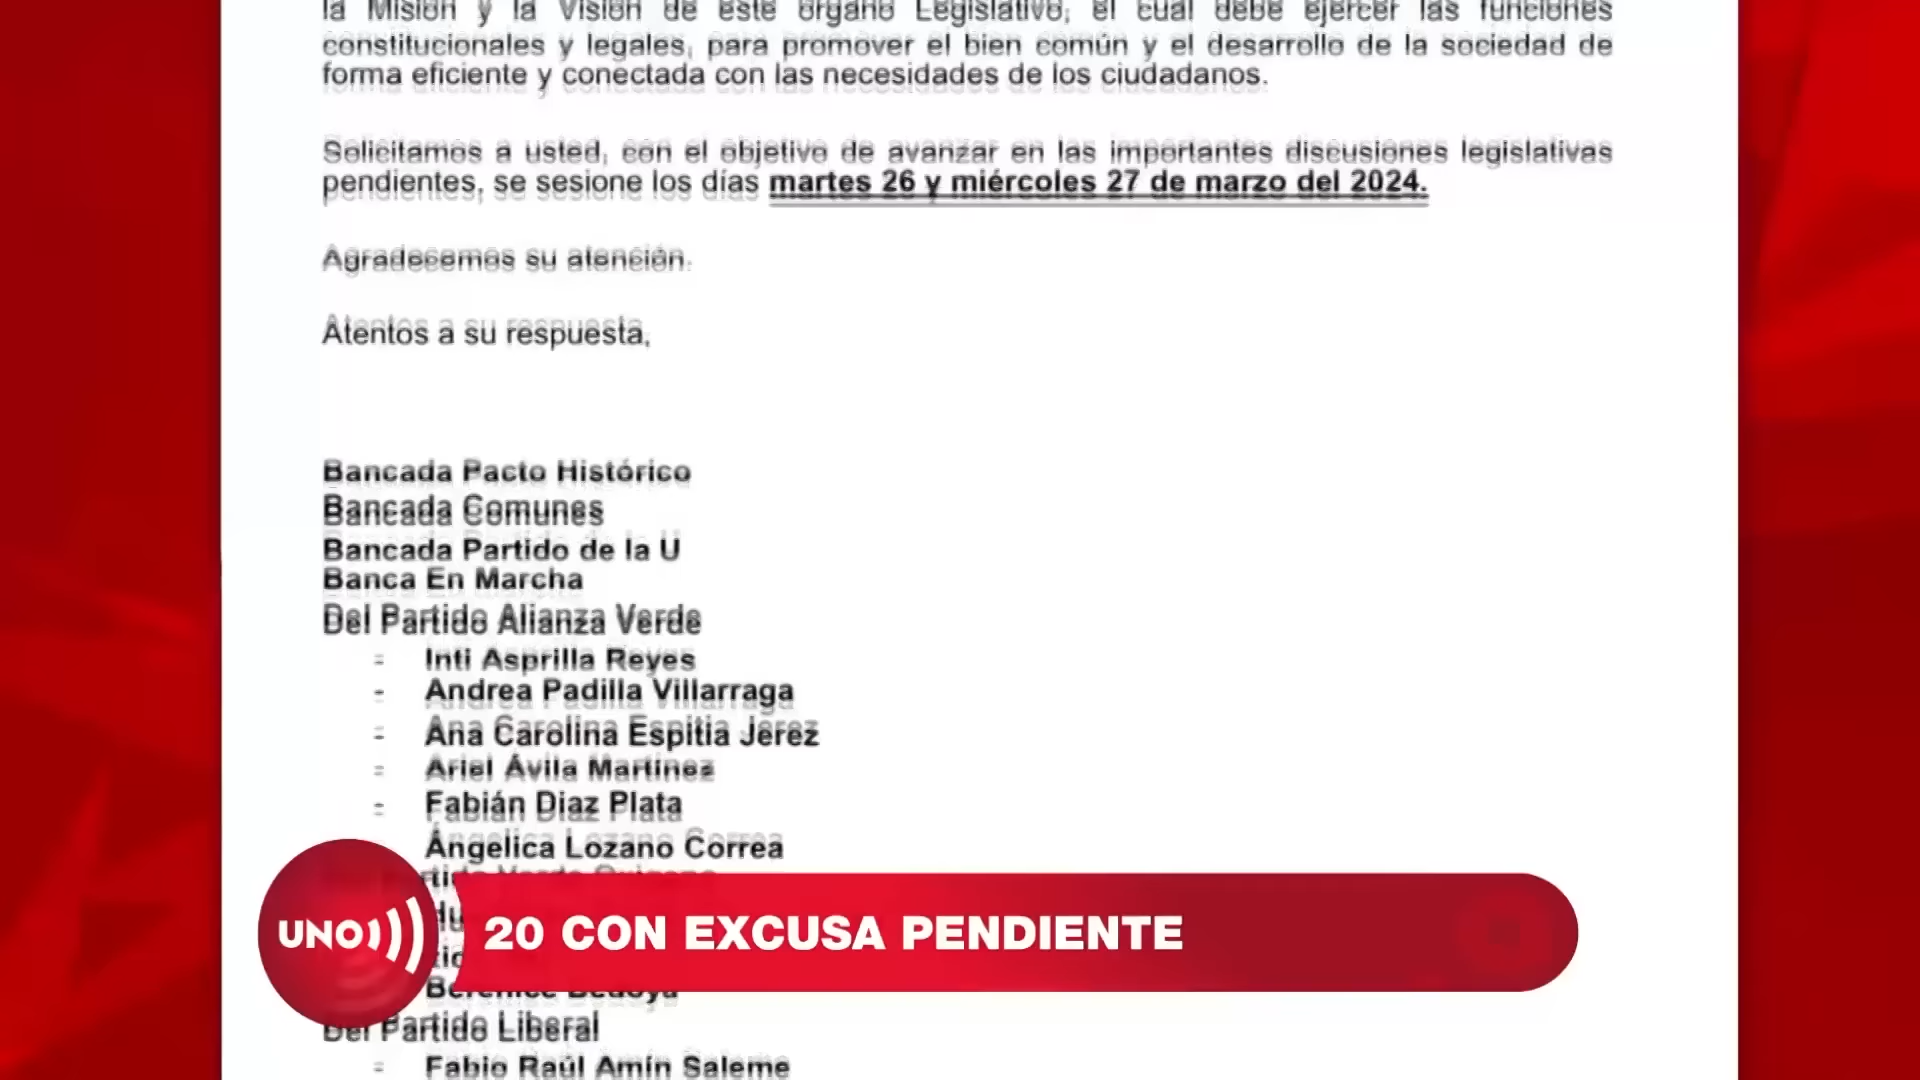 la Misión y la Visión de este órgano Legislativo, el cual debe ejercer las funciones
constitucionales y legales, para promover el bien común y el desarrollo de la sociedad de
forma eficiente y conectada con las necesidades de los ciudadanos.
Solicitamos a usted, con el objetivo de avanzar en las importantes discusiones legislativas
pendientes, se sesione los días martes 26 y miércoles 27 de marzo del 2024.
Agradecemos su atención.
Atentos a su respuesta,
Bancada Pacto Histórico
Bancada Comunes
Bancada Partido de la U
Banca En Marcha
Del Partido Alianza Verde
- Inti Asprilla Reyes
- Andrea Padilla Villarraga
- Ana Carolina Espitia Jerez
- Ariel Ávila Martínez
- Fabián Diaz Plata
Ángelica Lozano Correa
UNO
20 CON EXCUSA PENDIENTE
Berenice Bedoya
Del Partido Liberal
- Fabio Raúl Amín Saleme